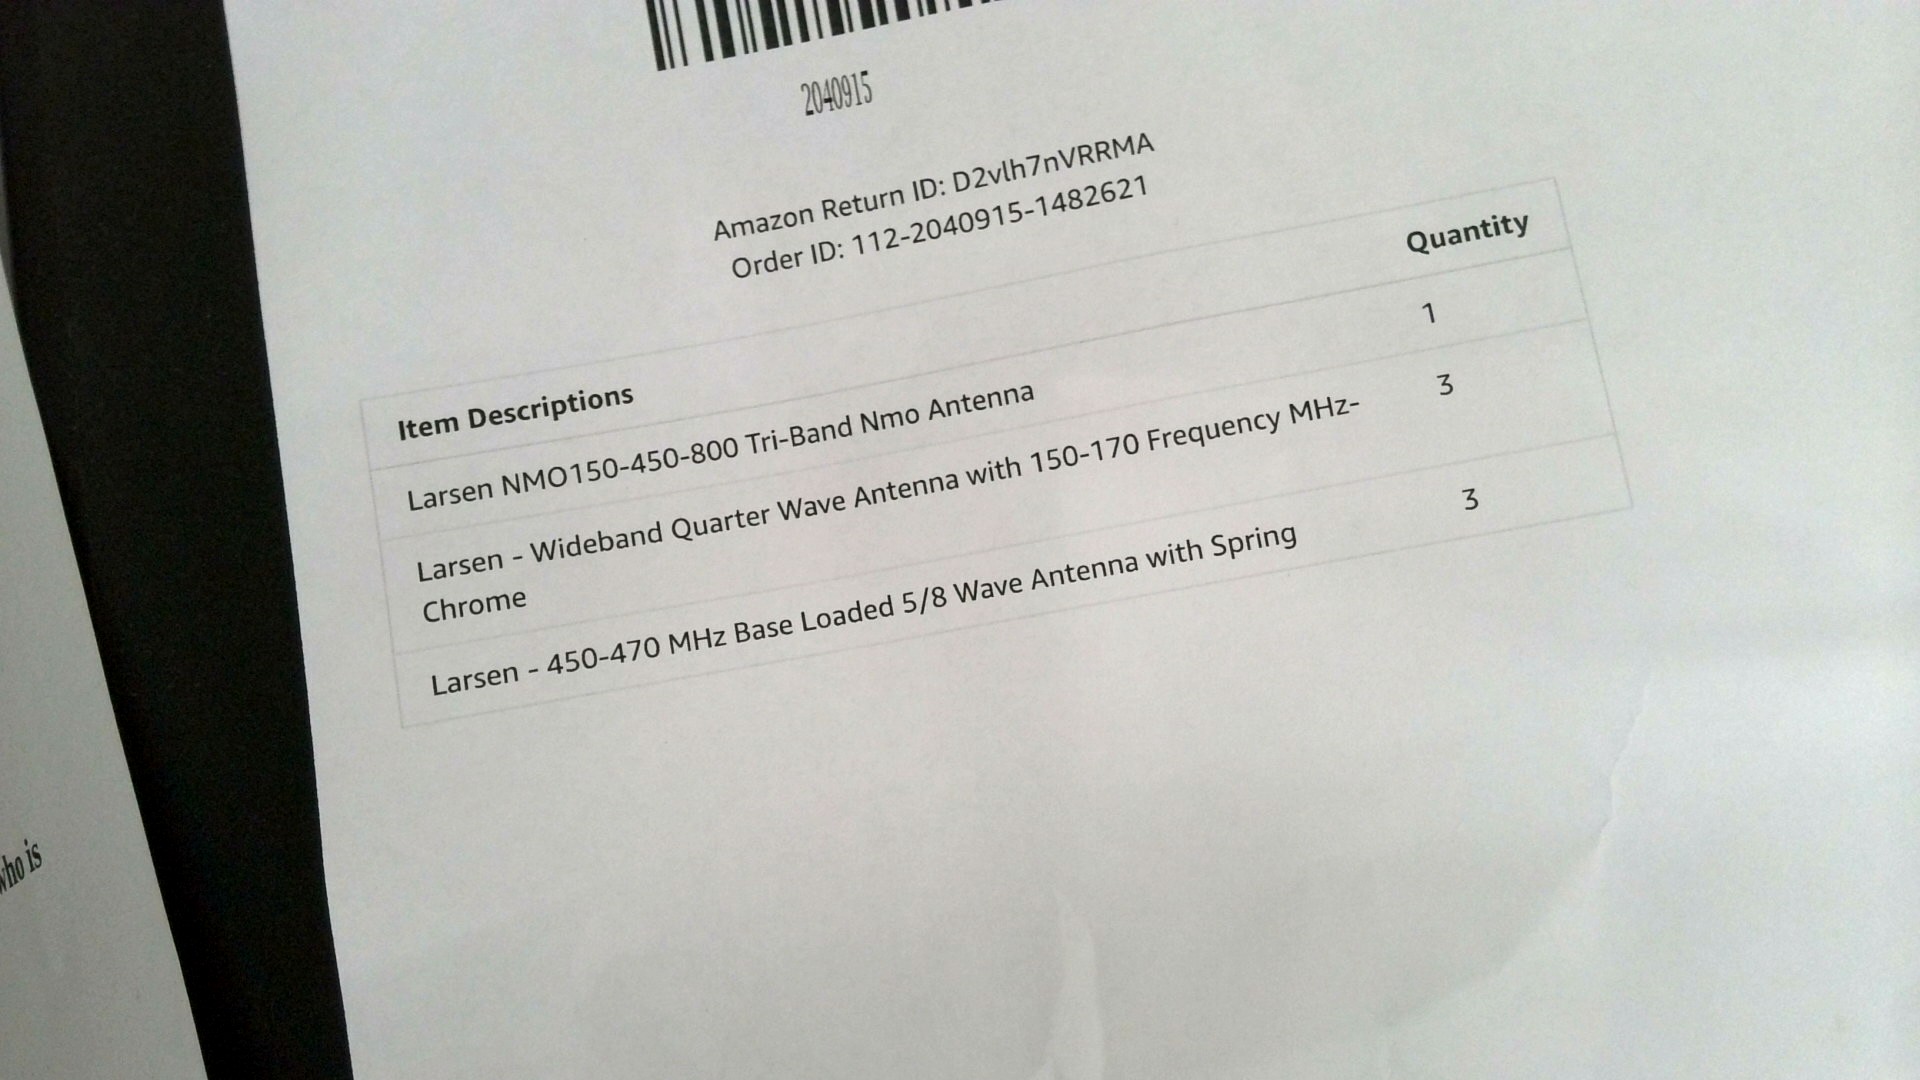 2040915
Amazon Return ID: D2vlh7nVRRMA
Order ID: 112-2040915-1482621
Item Descriptions Quantity
Larsen NMO150-450-800 Tri-Band Nmo Antenna 1
Larsen - Wideband Quarter Wave Antenna with 150-170 Frequency MHz- 3
Chrome
Larsen - 450-470 MHz Base Loaded 5/8 Wave Antenna with Spring 3
who is